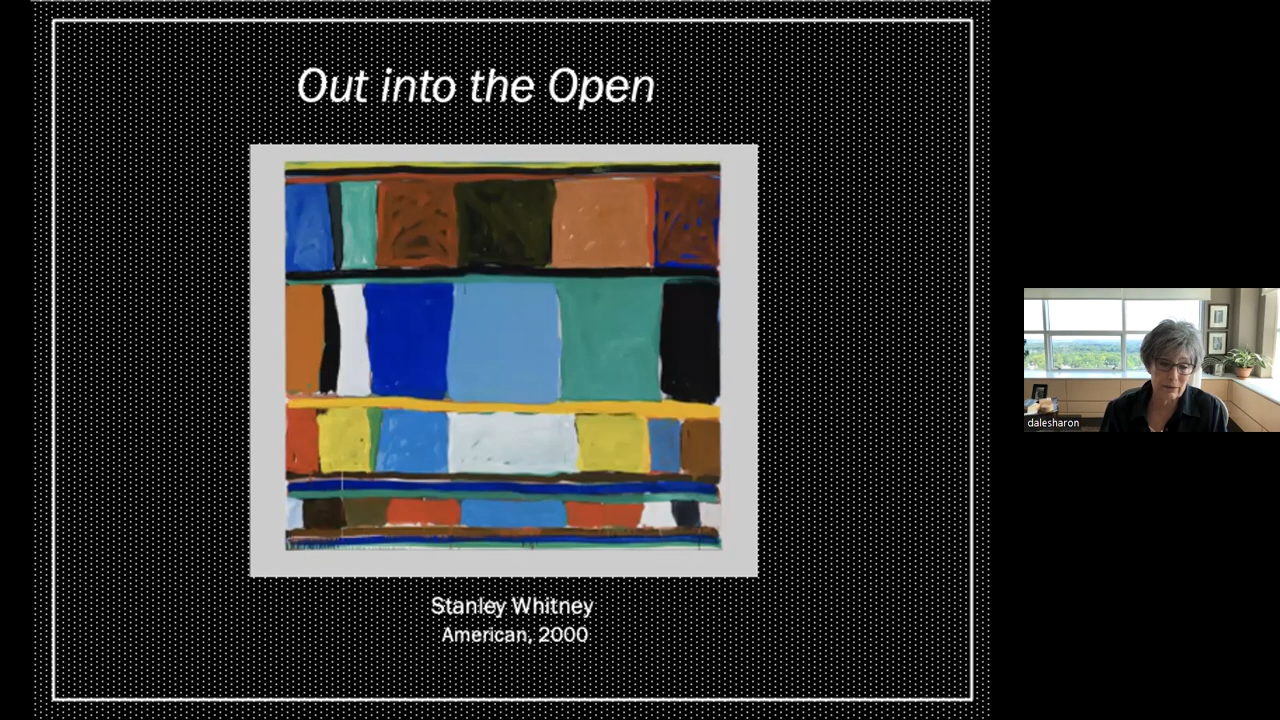 Out into the Open
Stanley Whitney
American, 2000
dalesharon